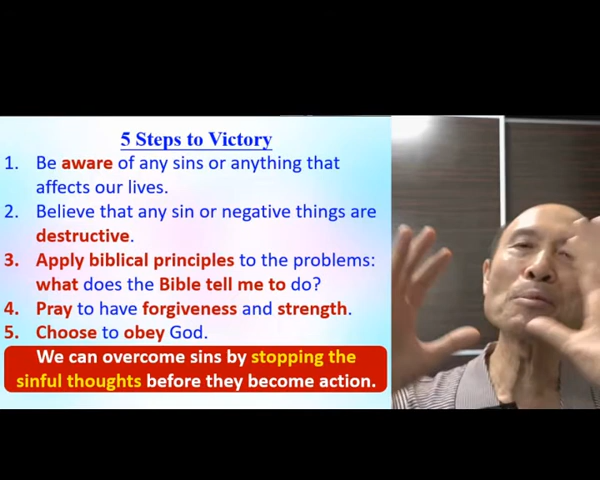 5 Steps to Victory
1. Be aware of any sins or anything that
affects our lives.
2. Believe that any sin or negative things are
destructive.
3. Apply biblical principles to the problems:
what does the Bible tell me to do?
4. Pray to have forgiveness and strength.
5. Choose to obey God.
We can overcome sins by stopping the
sinful thoughts before they become action.